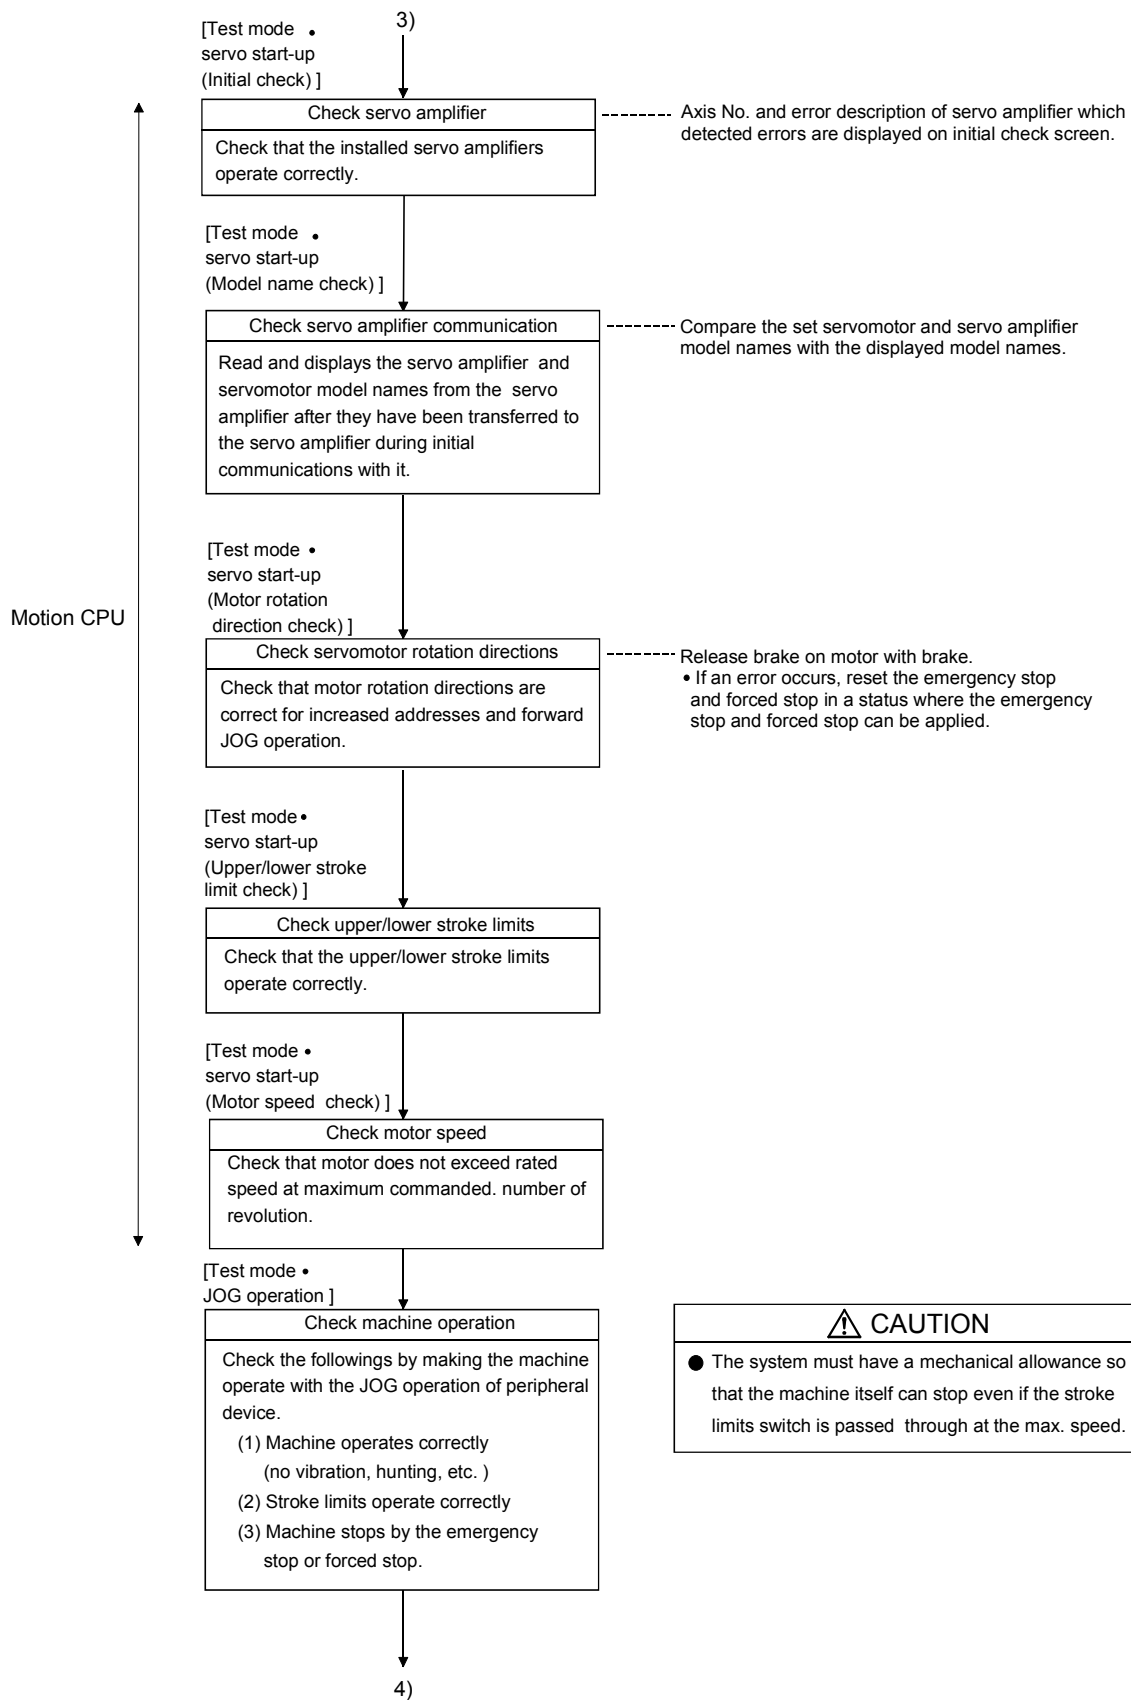 3)
[Test mode •
servo start-up
(Initial check) ]
Check servo amplifier
Check that the installed servo amplifiers
operate correctly.
Axis No. and error description of servo amplifier which
detected errors are displayed on initial check screen.
[Test mode •
servo start-up
(Model name check) ]
Check servo amplifier communication
Read and displays the servo amplifier and
servomotor model names from the servo
amplifier after they have been transferred to
the servo amplifier during initial
communications with it.
Compare the set servomotor and servo amplifier
model names with the displayed model names.
Motion CPU
[Test mode •
servo start-up
(Motor rotation
direction check) ]
Check servomotor rotation directions
Check that motor rotation directions are
correct for increased addresses and forward
JOG operation.
Release brake on motor with brake.
• If an error occurs, reset the emergency stop
and forced stop in a status where the emergency
stop and forced stop can be applied.
[Test mode •
servo start-up
(Upper/lower stroke
limit check) ]
Check upper/lower stroke limits
Check that the upper/lower stroke limits
operate correctly.
[Test mode •
servo start-up
(Motor speed check) ]
Check motor speed
Check that motor does not exceed rated
speed at maximum commanded. number of
revolution.
[Test mode •
JOG operation ]
Check machine operation
Check the followings by making the machine
operate with the JOG operation of peripheral
device.
(1) Machine operates correctly
(no vibration, hunting, etc. )
(2) Stroke limits operate correctly
(3) Machine stops by the emergency
stop or forced stop.
CAUTION
● The system must have a mechanical allowance so
that the machine itself can stop even if the stroke
limits switch is passed through at the max. speed.
4)